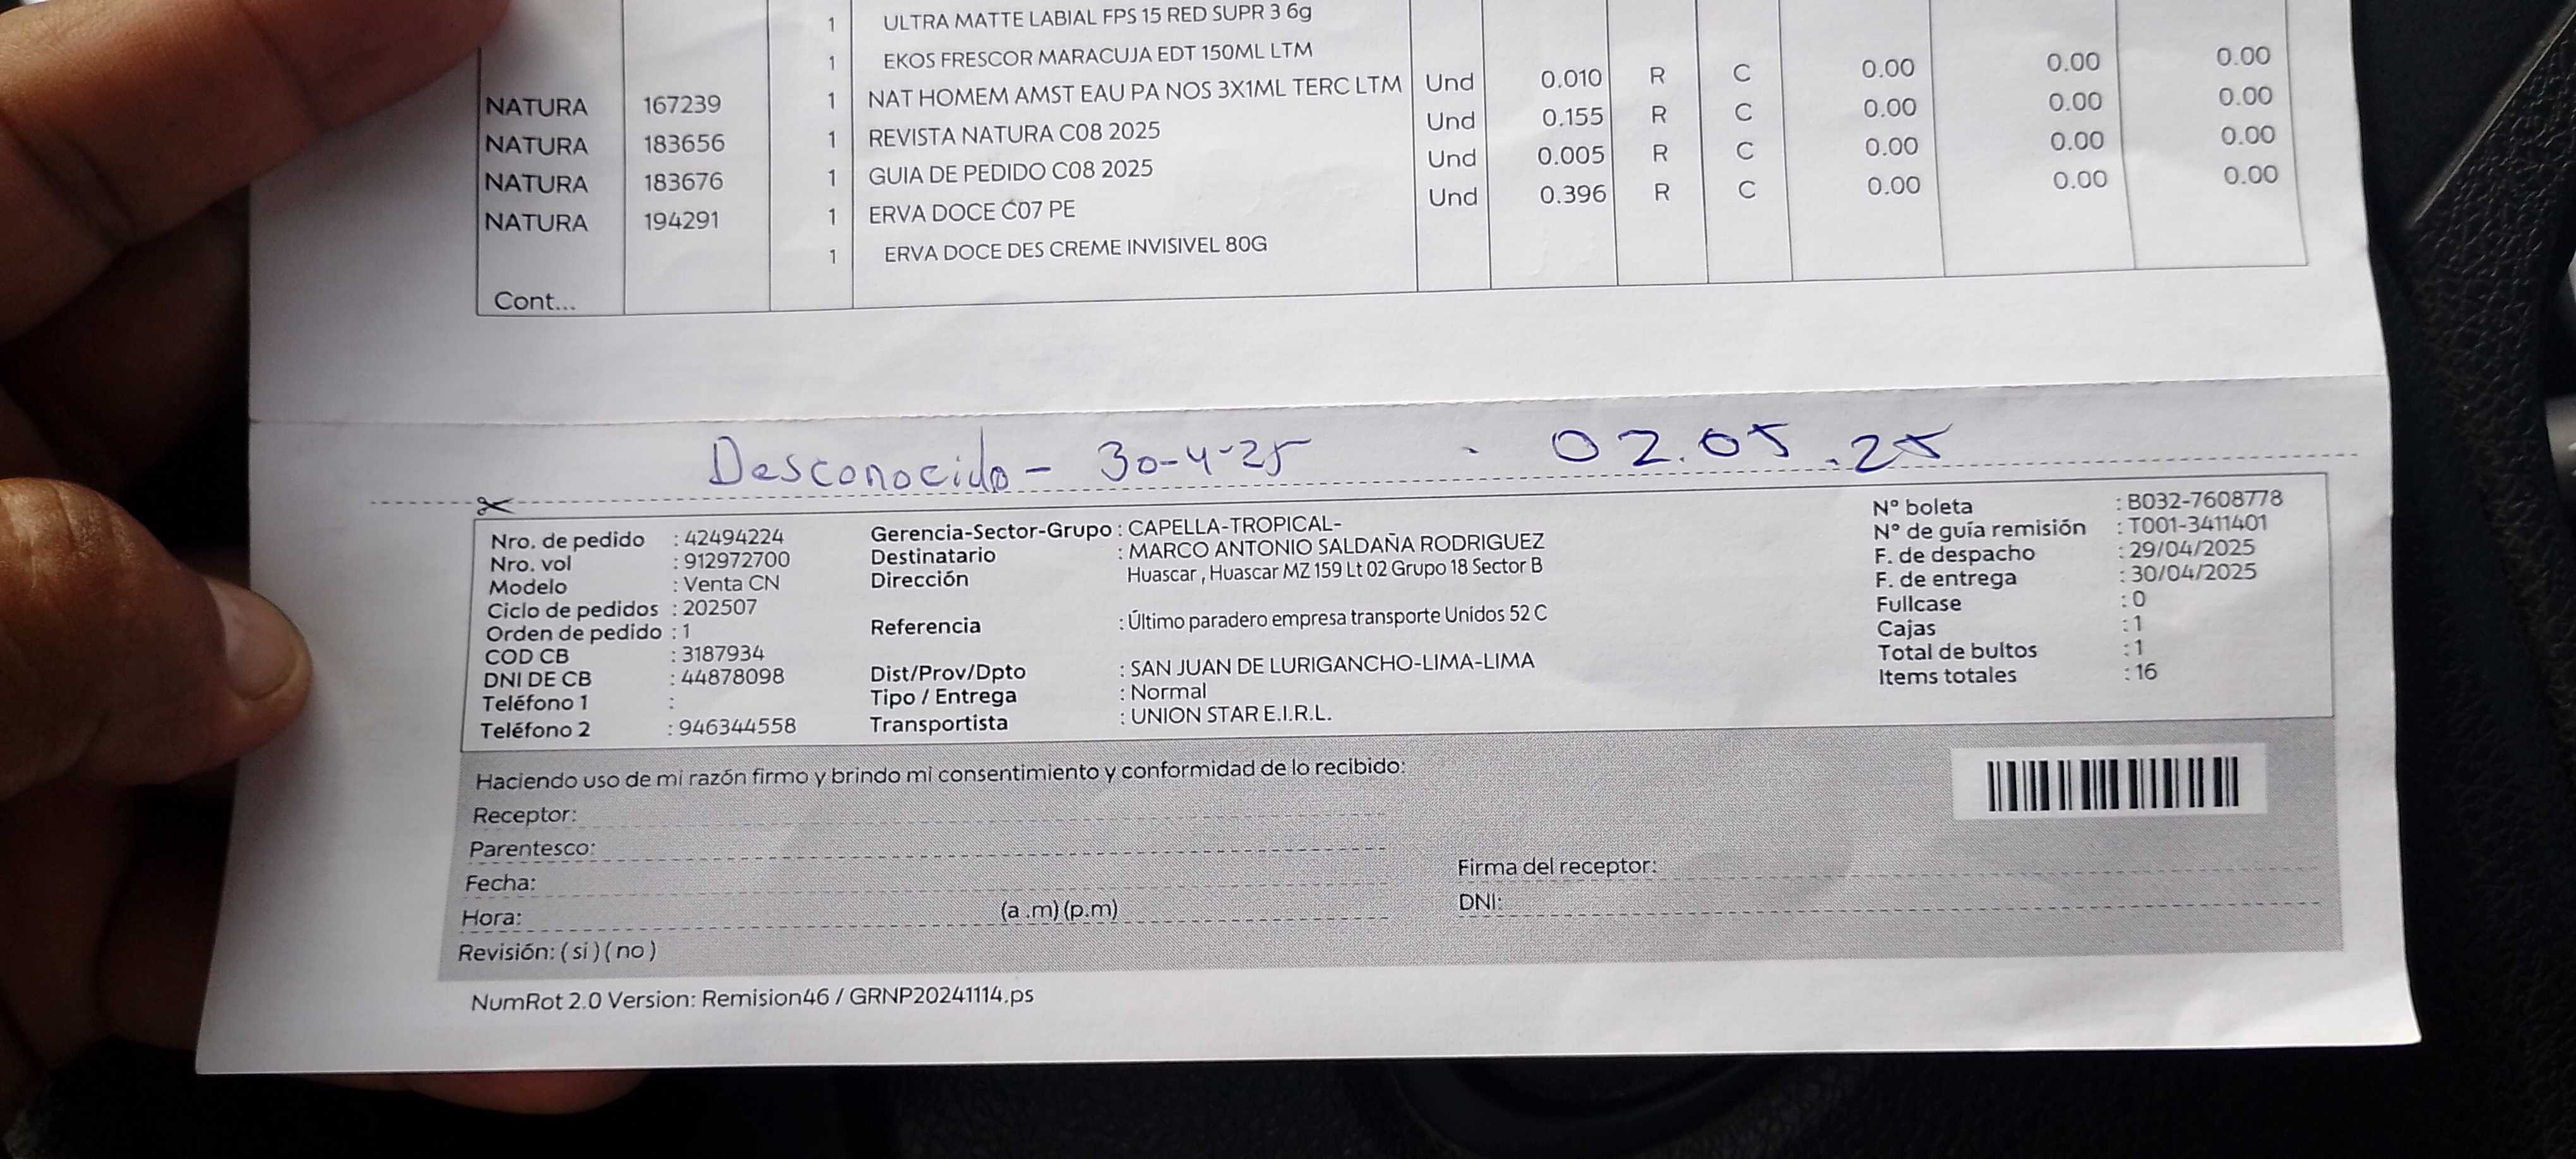 1 ULTRA MATTE LABIAL FPS 15 RED SUPR 3 6g
1 EKOS FRESCOR MARACUJA EDT 150ML LTM
NATURA 167239 1 NAT HOMEM AMST EAU PA NOS 3X1ML TERC LTM Und 0.010 R C 0.00 0.00 0.00
NATURA 183656 1 REVISTA NATURA C08 2025 Und 0.155 R C 0.00 0.00 0.00
NATURA 183676 1 GUIA DE PEDIDO C08 2025 Und 0.005 R C 0.00 0.00 0.00
NATURA 194291 1 ERVA DOCE C07 PE Und 0.396 R C 0.00 0.00 0.00
1 ERVA DOCE DES CREME INVISIVEL 80G
Cont...
Desconocido - 30-4-25 - 02.05.25
Nro. de pedido : 42494224
Nro. vol : 912972700
Modelo : Venta CN
Ciclo de pedidos : 202507
Orden de pedido : 1
COD CB : 3187934
DNI DE CB : 44878098
Teléfono 1 :
Teléfono 2 : 946344558
Gerencia-Sector-Grupo : CAPELLA-TROPICAL-
Destinatario : MARCO ANTONIO SALDAÑA RODRIGUEZ
Dirección Huascar , Huascar MZ 159 Lt 02 Grupo 18 Sector B
Referencia : Último paradero empresa transporte Unidos 52 C
Dist/Prov/Dpto : SAN JUAN DE LURIGANCHO-LIMA-LIMA
Tipo / Entrega : Normal
Transportista : UNION STAR E.I.R.L.
N° boleta : B032-7608778
N° de guía remisión : T001-3411401
F. de despacho : 29/04/2025
F. de entrega : 30/04/2025
Fullcase : 0
Cajas : 1
Total de bultos : 1
Items totales : 16
Haciendo uso de mi razón firmo y brindo mi consentimiento y conformidad de lo recibido:
Receptor:
Parentesco:
Fecha:
Hora: (a .m) (p.m)
Revisión: ( si ) ( no )
Firma del receptor:
DNI:
NumRot 2.0 Version: Remision46 / GRNP20241114.ps